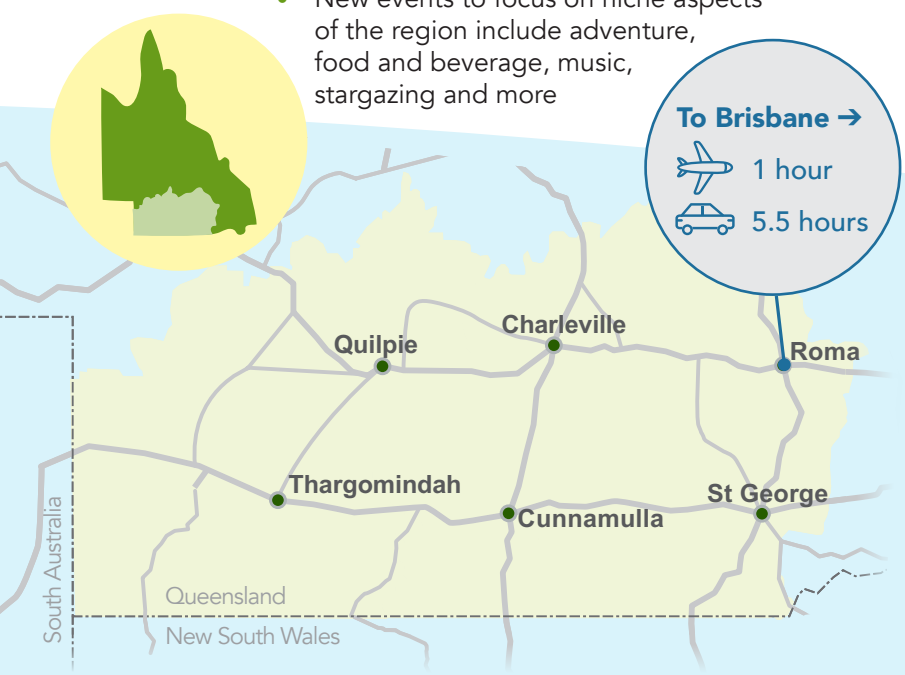 • New events to focus on niche aspects
of the region include adventure,
food and beverage, music,
stargazing and more
To Brisbane →
1 hour
5.5 hours
Charleville
Quilpie
Roma
Thargomindah
St George
Cunnamulla
South Australia
Queensland
New South Wales